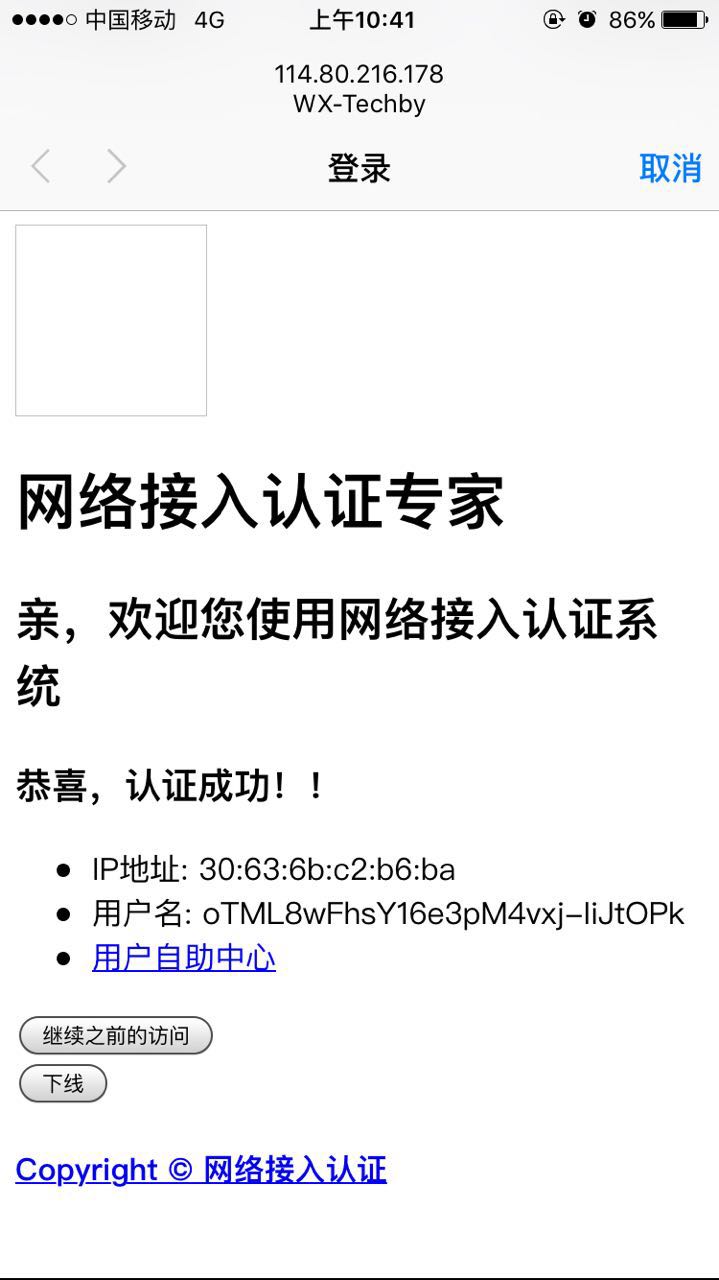 中国移动 4G 上午10:41 86%
114.80.216.178
WX-Techby
登录 取消
网络接入认证专家
亲，欢迎您使用网络接入认证系
统
恭喜，认证成功！！
IP地址: 30:63:6b:c2:b6:ba
用户名: oTML8wFhsY16e3pM4vxj-liJtOPk
用户自助中心
继续之前的访问
下线
Copyright © 网络接入认证